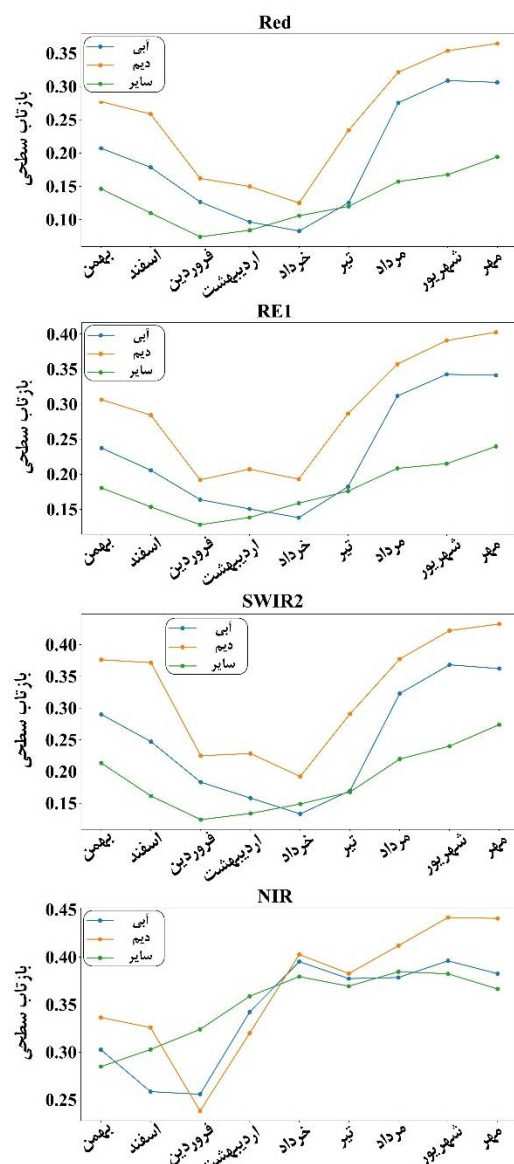 Red
آبی
دیم
سایر
بازتاب سطحی
0.35
0.30
0.25
0.20
0.15
0.10
بهمن اسفند فروردین اردیبهشت خرداد تیر مرداد شهریور مهر
RE1
آبی
دیم
سایر
بازتاب سطحی
0.40
0.35
0.30
0.25
0.20
0.15
بهمن اسفند فروردین اردیبهشت خرداد تیر مرداد شهریور مهر
SWIR2
آبی
دیم
سایر
بازتاب سطحی
0.40
0.35
0.30
0.25
0.20
0.15
بهمن اسفند فروردین اردیبهشت خرداد تیر مرداد شهریور مهر
NIR
آبی
دیم
سایر
بازتاب سطحی
0.45
0.40
0.35
0.30
0.25
بهمن اسفند فروردین اردیبهشت خرداد تیر مرداد شهریور مهر